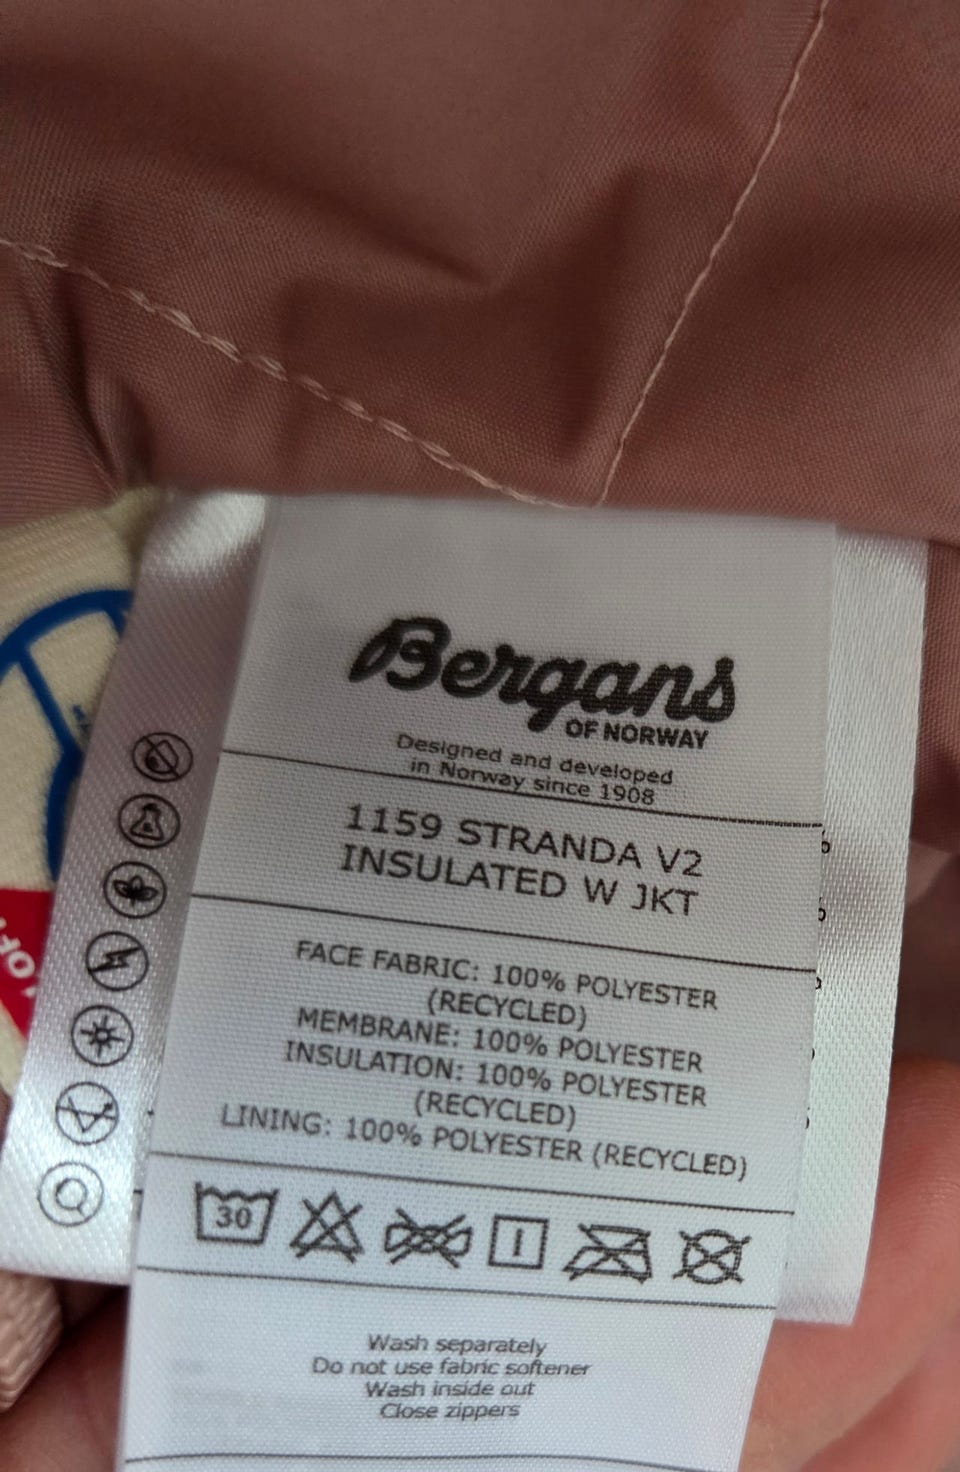 Bergans
OF NORWAY
Designed and developed
in Norway since 1908
1159 STRANDA V2
INSULATED W JKT
FACE FABRIC: 100% POLYESTER
(RECYCLED)
MEMBRANE: 100% POLYESTER
INSULATION: 100% POLYESTER
(RECYCLED)
LINING: 100% POLYESTER (RECYCLED)
30
Wash separately
Do not use fabric softener
Wash inside out
Close zippers
OF